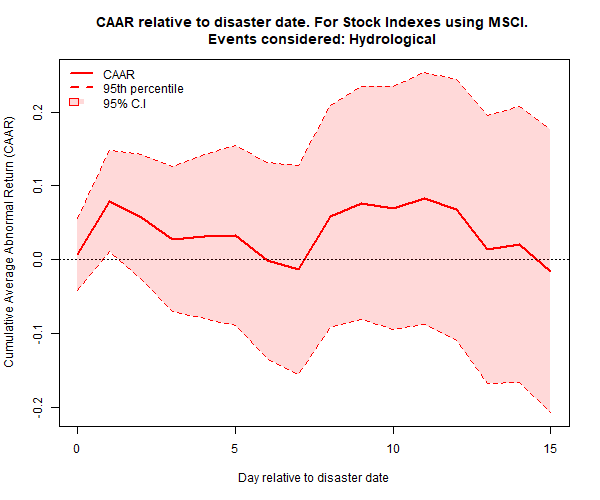 CAAR relative to disaster date. For Stock Indexes using MSCI.
Events considered: Hydrological
CAAR
95th percentile
95% C.I
Cumulative Average Abnormal Return (CAAR)
0.2
0.1
0.0
-0.1
-0.2
0
5
10
15
Day relative to disaster date